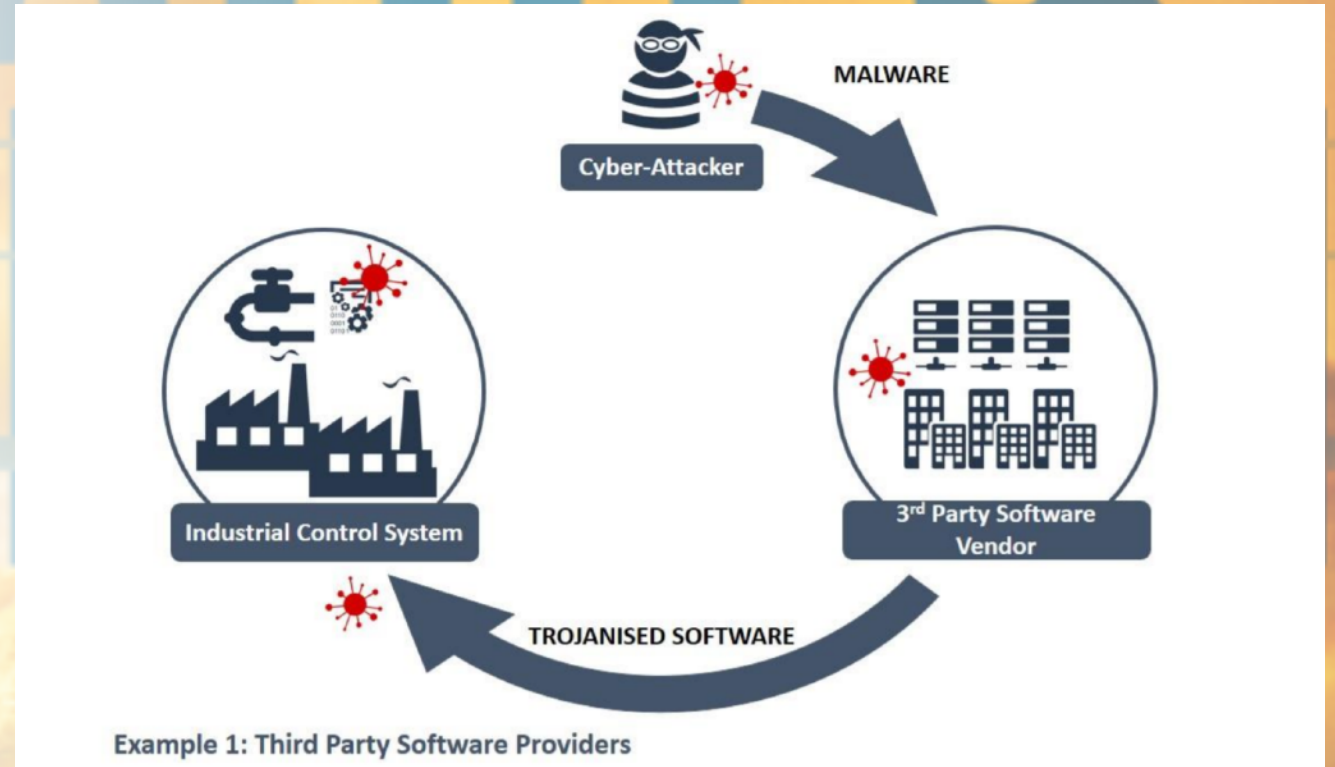 MALWARE
Cyber-Attacker
Industrial Control System
3rd Party Software
Vendor
TROJANISED SOFTWARE
Example 1: Third Party Software Providers